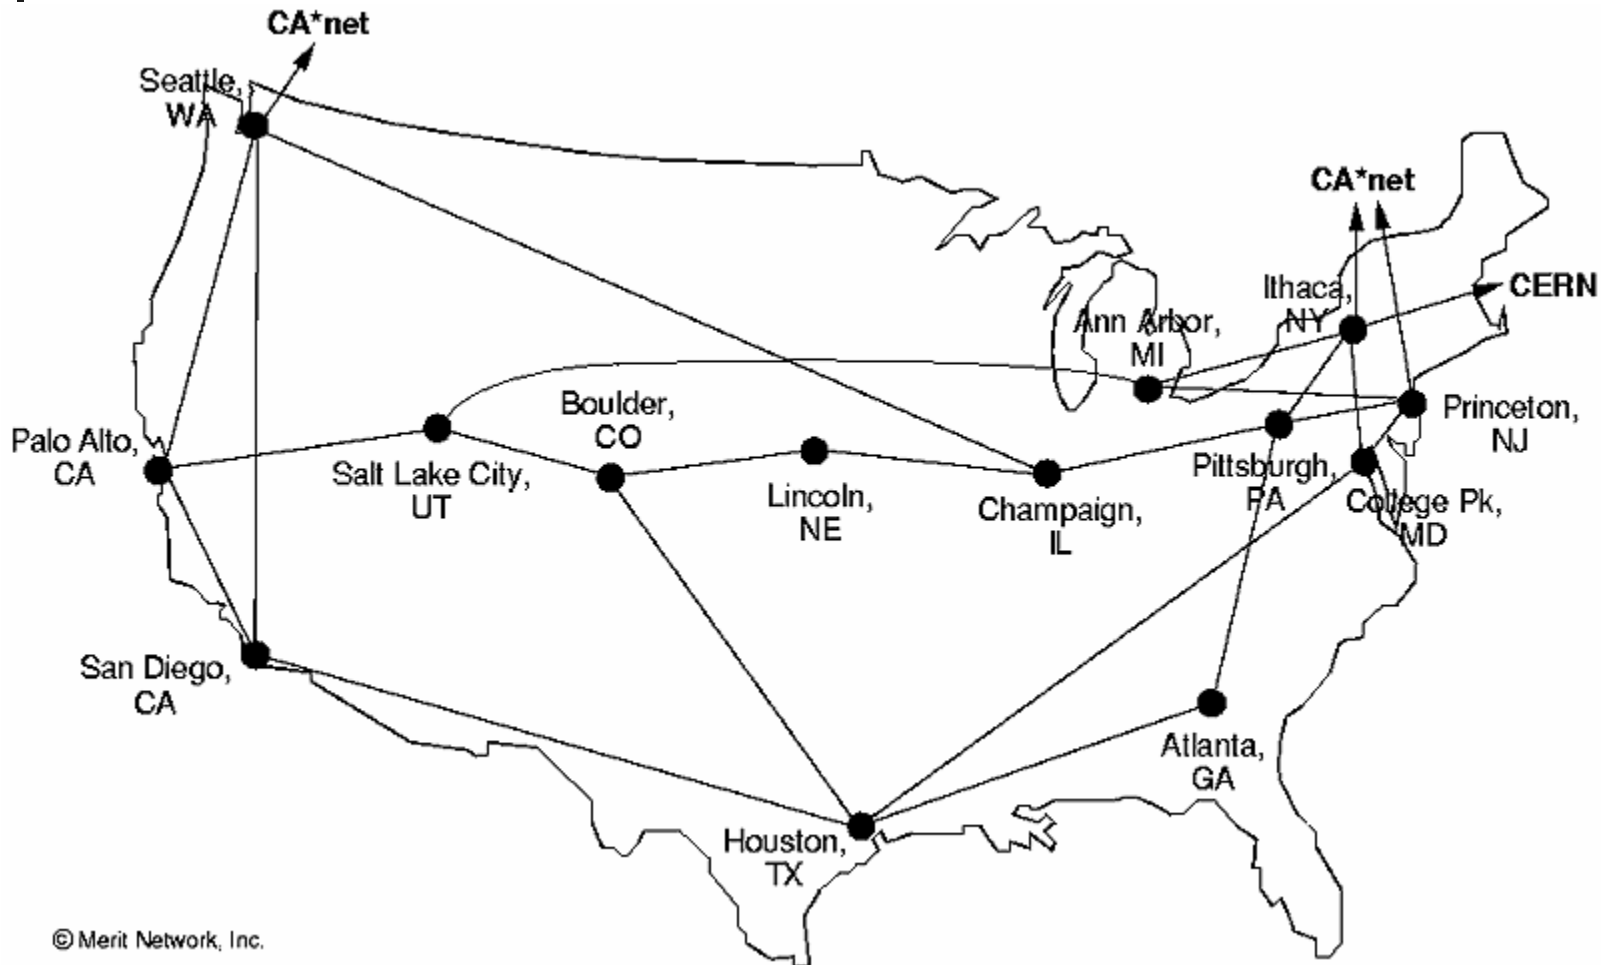 CA*net
Seattle,
WA
CA*net
CERN
Ithaca,
NY
Ann Arbor,
MI
Boulder,
CO
Palo Alto,
CA
Salt Lake City,
UT
Lincoln,
NE
Champaign,
IL
Pittsburgh,
PA
Princeton,
NJ
College Pk,
MD
San Diego,
CA
Atlanta,
GA
Houston,
TX
© Merit Network, Inc.